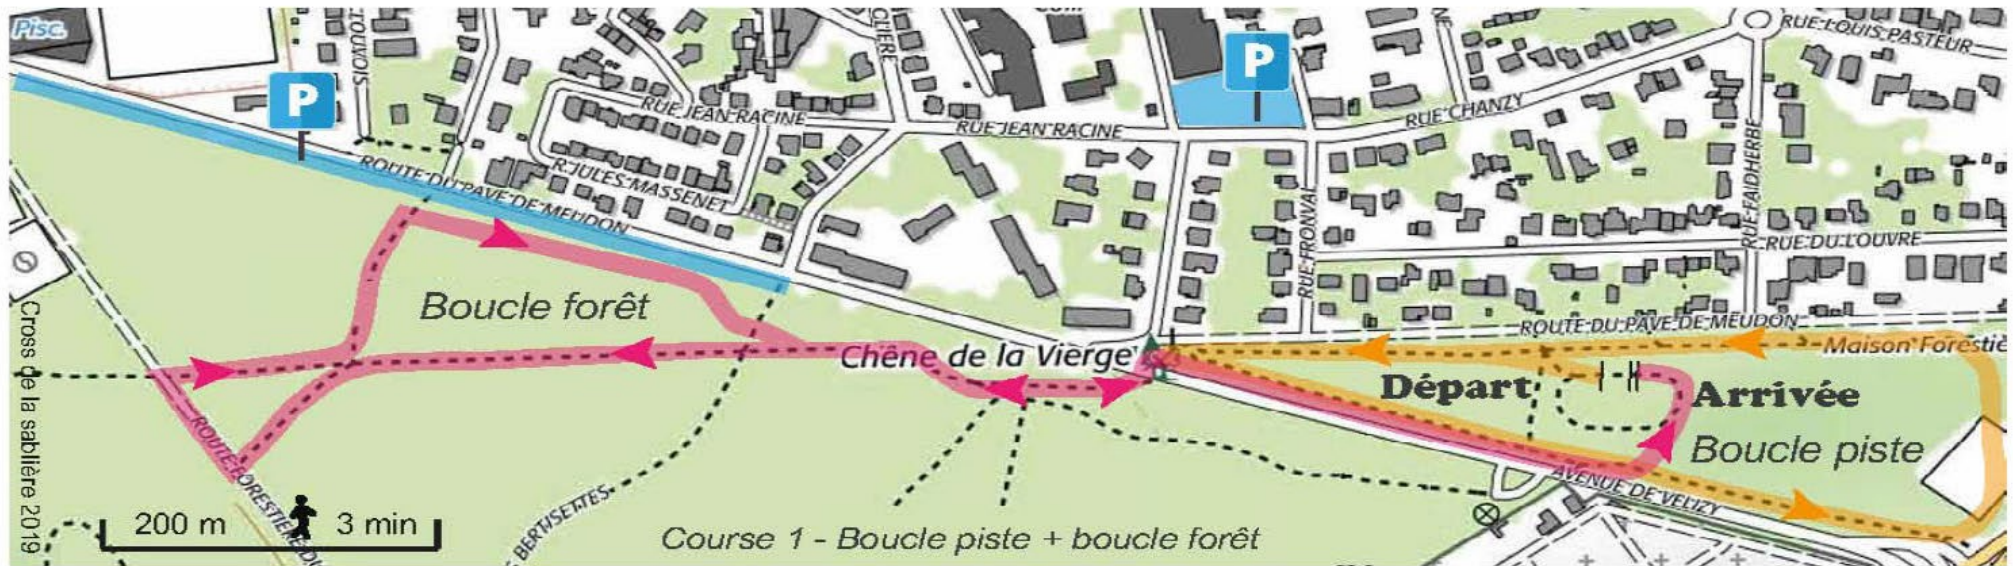 Pisc.
P
P
RUE LOUIS PASTEUR
RUE JEAN RACINE
RUE JEAN RACINE
RUE CHANZY
ROUTE DU PAVE DE MEUDON
R.JULES MASSENET
RUE FRONVAL
RUE FAIDHERBE
RUE DU LOUVRE
Boucle forêt
ROUTE DU PAVE DE MEUDON
Chêne de la Vierge
Maison Forestiè
Départ
Arrivée
Boucle piste
AVENUE DE VELIZY
ROUTE FORESTIERE DU
BERTISETTES
Cross de la sablière 2019
200 m
3 min
Course 1 - Boucle piste + boucle forêt